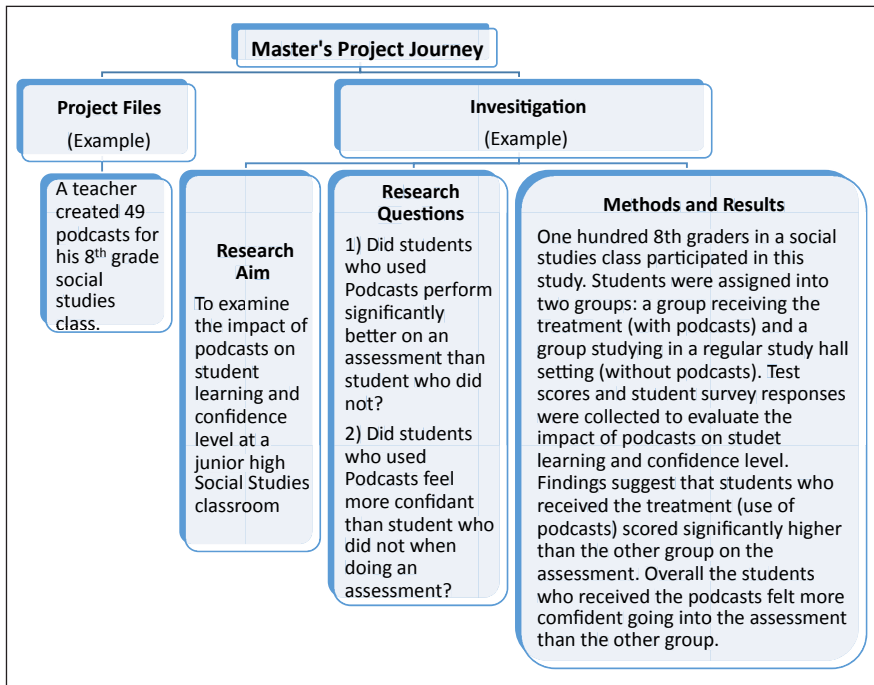 Master's Project Journey
Project Files
(Example)
A teacher
created 49
podcasts for
his 8th grade
social
studies
class.
Invesitigation
(Example)
Research
Aim
To examine
the impact of
podcasts on
student
learning and
confidence
level at a
junior high
Social Studies
classroom
Research
Questions
1) Did students
who used
Podcasts perform
significantly
better on an
assessment than
student who did
not?
2) Did students
who used
Podcasts feel
more confidant
than student who
did not when
doing an
assessment?
Methods and Results
One hundred 8th graders in a social
studies class participated in this
study. Students were assigned into
two groups: a group receiving the
treatment (with podcasts) and a
group studying in a regular study hall
setting (without podcasts). Test
scores and student survey responses
were collected to evaluate the
impact of podcasts on studet
learning and confidence level.
Findings suggest that students who
received the treatment (use of
podcasts) scored significantly higher
than the other group on the
assessment. Overall the students
who received the podcasts felt more
comfident going into the assessment
than the other group.